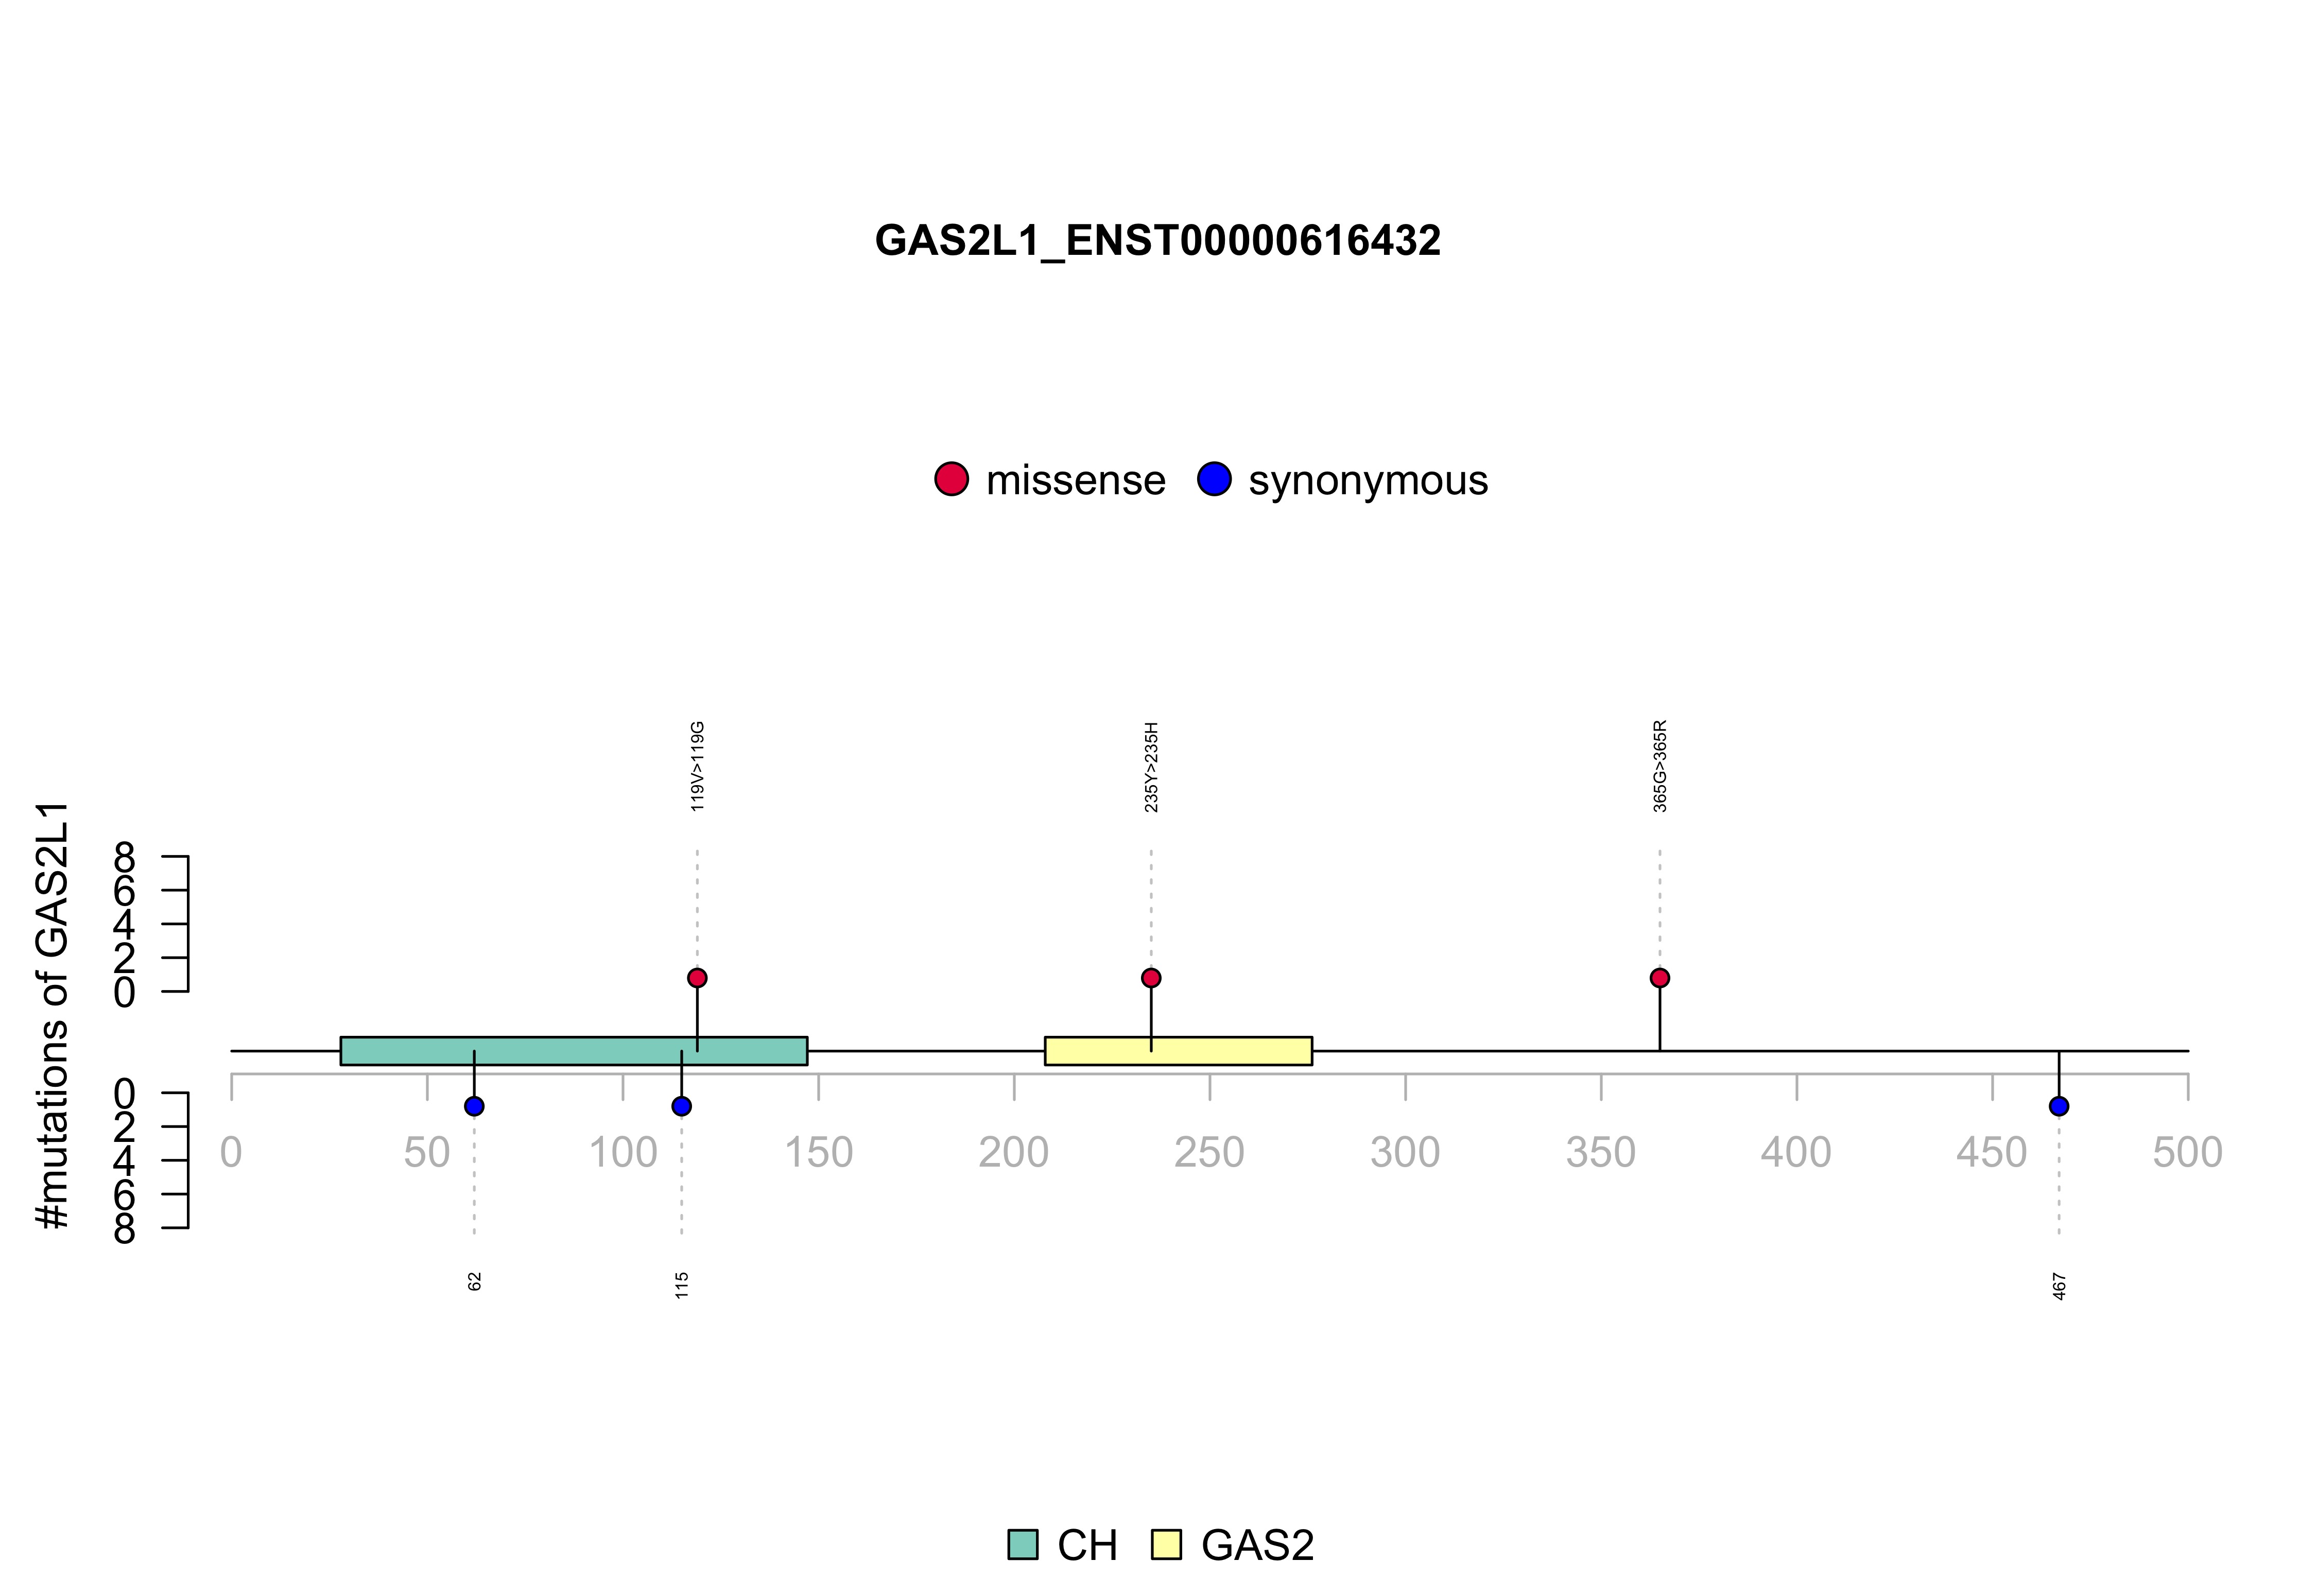 GAS2L1_ENST00000616432
missense synonymous
119V>119G 235Y>235H 365G>365R
#mutations of GAS2L1
8
6
4
2
0
0
2
4
6
8
0 50 100 150 200 250 300 350 400 450 500
62 115 467
CH GAS2